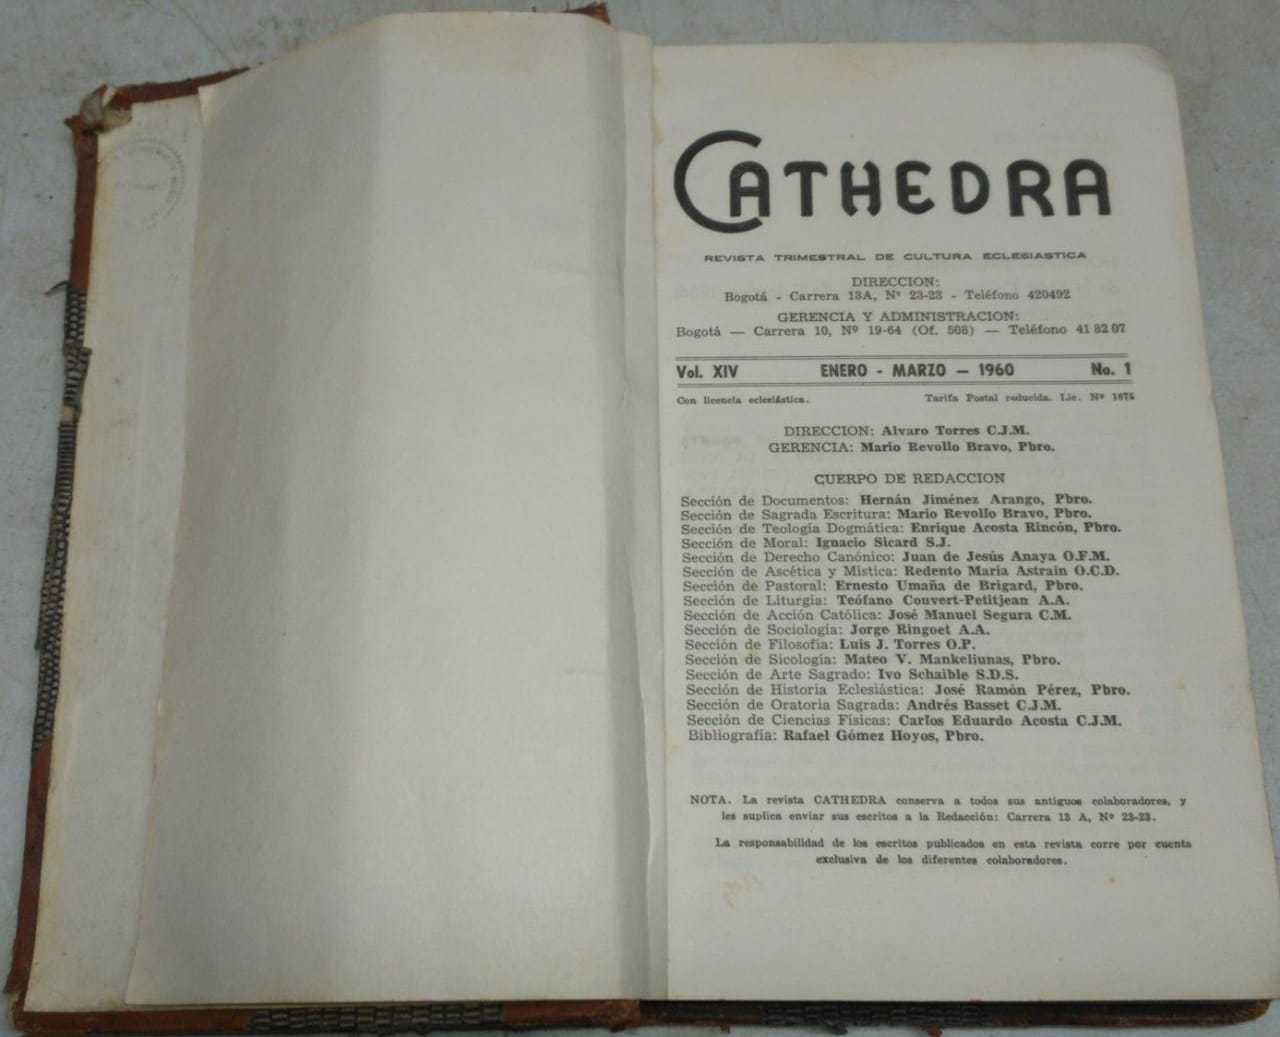 CATHEDRA
REVISTA TRIMESTRAL DE CULTURA ECLESIASTICA
DIRECCION:
Bogotá - Carrera 13A, Nº 23-23 - Teléfono 420492
GERENCIA Y ADMINISTRACION:
Bogotá — Carrera 10, Nº 19-64 (Of. 508) — Teléfono 41 82 07
Vol. XIV ENERO - MARZO — 1960 No. 1
Con licencia eclesiástica. Tarifa Postal reducida. Lic. Nº 1675
DIRECCION: Alvaro Torres C.J.M.
GERENCIA: Mario Revollo Bravo, Pbro.
CUERPO DE REDACCION
Sección de Documentos: Hernán Jiménez Arango, Pbro.
Sección de Sagrada Escritura: Mario Revollo Bravo, Pbro.
Sección de Teología Dogmática: Enrique Acosta Rincón, Pbro.
Sección de Moral: Ignacio Sicard S.J.
Sección de Derecho Canónico: Juan de Jesús Anaya O.F.M.
Sección de Ascética y Mística: Redento María Astrain O.C.D.
Sección de Pastoral: Ernesto Umaña de Brigard, Pbro.
Sección de Liturgia: Teófano Couvert-Petitjean A.A.
Sección de Acción Católica: José Manuel Segura C.M.
Sección de Sociología: Jorge Ringoet A.A.
Sección de Filosofía: Luis J. Torres O.P.
Sección de Sicología: Mateo V. Mankeliunas, Pbro.
Sección de Arte Sagrado: Ivo Schaible S.D.S.
Sección de Historia Eclesiástica: José Ramón Pérez, Pbro.
Sección de Oratoria Sagrada: Andrés Basset C.J.M.
Sección de Ciencias Físicas: Carlos Eduardo Acosta C.J.M.
Bibliografía: Rafael Gómez Hoyos, Pbro.
NOTA. La revista CATHEDRA conserva a todos sus antiguos colaboradores, y
les suplica enviar sus escritos a la Redacción: Carrera 13 A, Nº 23-23.
La responsabilidad de los escritos publicados en esta revista corre por cuenta
exclusiva de los diferentes colaboradores.